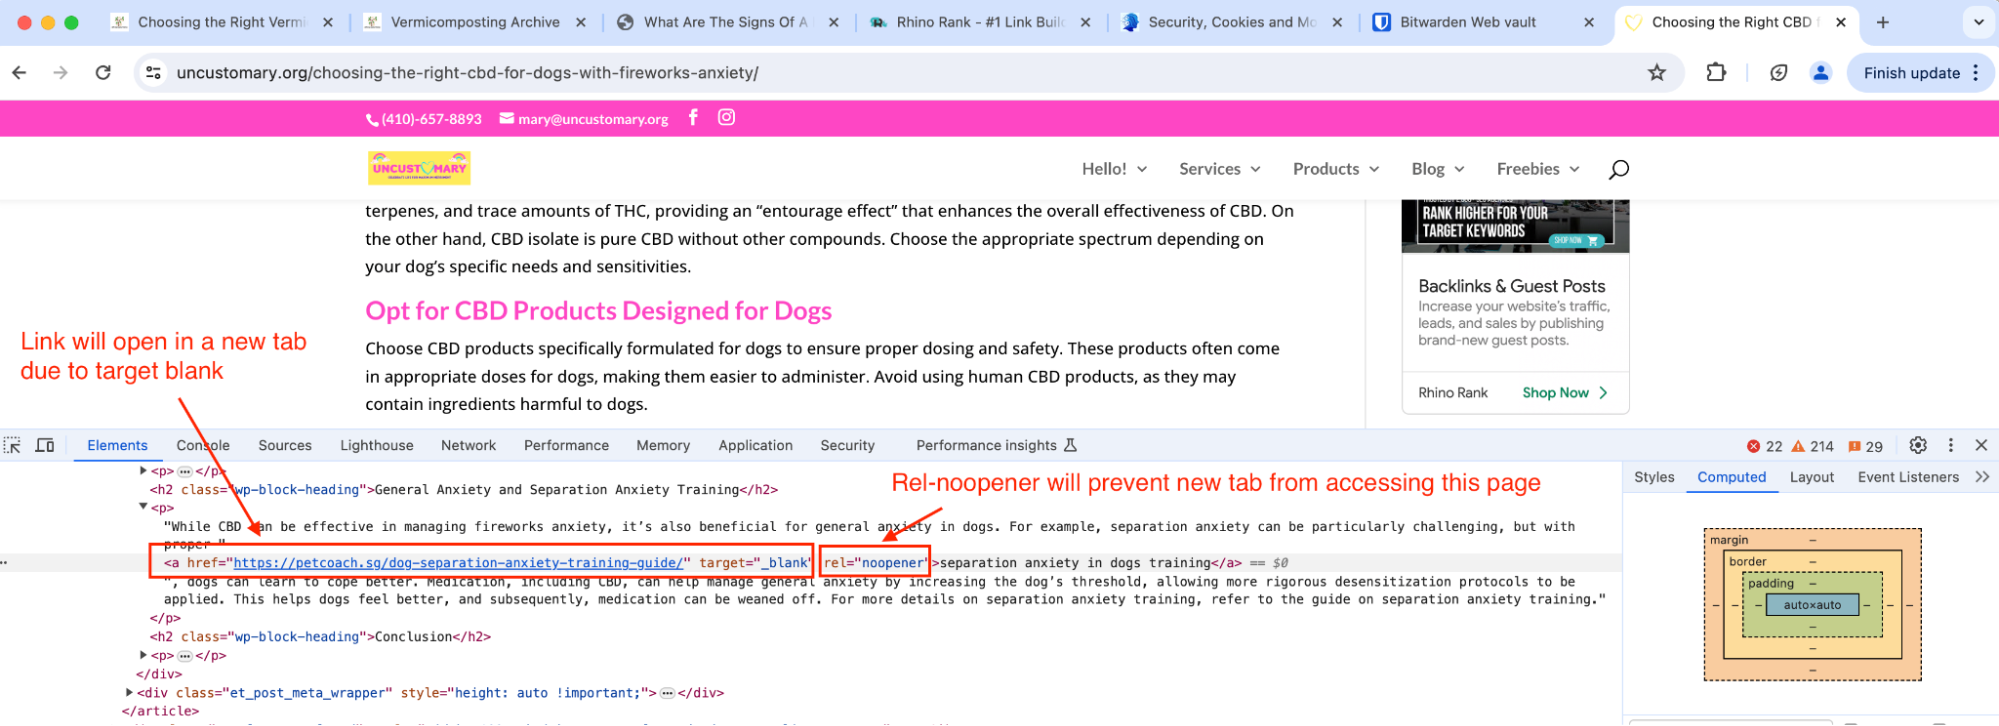 Choosing the Right Vermi
Vermicomposting Archive
What Are The Signs Of A
Rhino Rank - #1 Link Buil
Security, Cookies and Mo
Bitwarden Web vault
Choosing the Right CBD f
uncustomary.org/choosing-the-right-cbd-for-dogs-with-fireworks-anxiety/
Finish update
(410)-657-8893 mary@uncustomary.org
UNCUSTOMARY
Hello! Services Products Blog Freebies
terpenes, and trace amounts of THC, providing an “entourage effect” that enhances the overall effectiveness of CBD. On
the other hand, CBD isolate is pure CBD without other compounds. Choose the appropriate spectrum depending on
your dog’s specific needs and sensitivities.
Opt for CBD Products Designed for Dogs
Choose CBD products specifically formulated for dogs to ensure proper dosing and safety. These products often come
in appropriate doses for dogs, making them easier to administer. Avoid using human CBD products, as they may
contain ingredients harmful to dogs.
RANK HIGHER FOR YOUR
TARGET KEYWORDS
SHOP NOW
Backlinks & Guest Posts
Increase your website’s traffic,
leads, and sales by publishing
brand-new guest posts.
Rhino Rank Shop Now
Link will open in a new tab
due to target blank
Elements Console Sources Lighthouse Network Performance Memory Application Security Performance insights 22 214 29
Rel-noopener will prevent new tab from accessing this page
<p>…</p>
<h2 class="wp-block-heading">General Anxiety and Separation Anxiety Training</h2>
<p>
"While CBD can be effective in managing fireworks anxiety, it’s also beneficial for general anxiety in dogs. For example, separation anxiety can be particularly challenging, but with
proper "
<a href="https://petcoach.sg/dog-separation-anxiety-training-guide/" target="_blank" rel="noopener">separation anxiety in dogs training</a> == $0
", dogs can learn to cope better. Medication, including CBD, can help manage general anxiety by increasing the dog’s threshold, allowing more rigorous desensitization protocols to be
applied. This helps dogs feel better, and subsequently, medication can be weaned off. For more details on separation anxiety training, refer to the guide on separation anxiety training."
</p>
<h2 class="wp-block-heading">Conclusion</h2>
<p>…</p>
</div>
<div class="et_post_meta_wrapper" style="height: auto !important;">…</div>
</article>
Styles Computed Layout Event Listeners
margin
border
padding
auto×auto